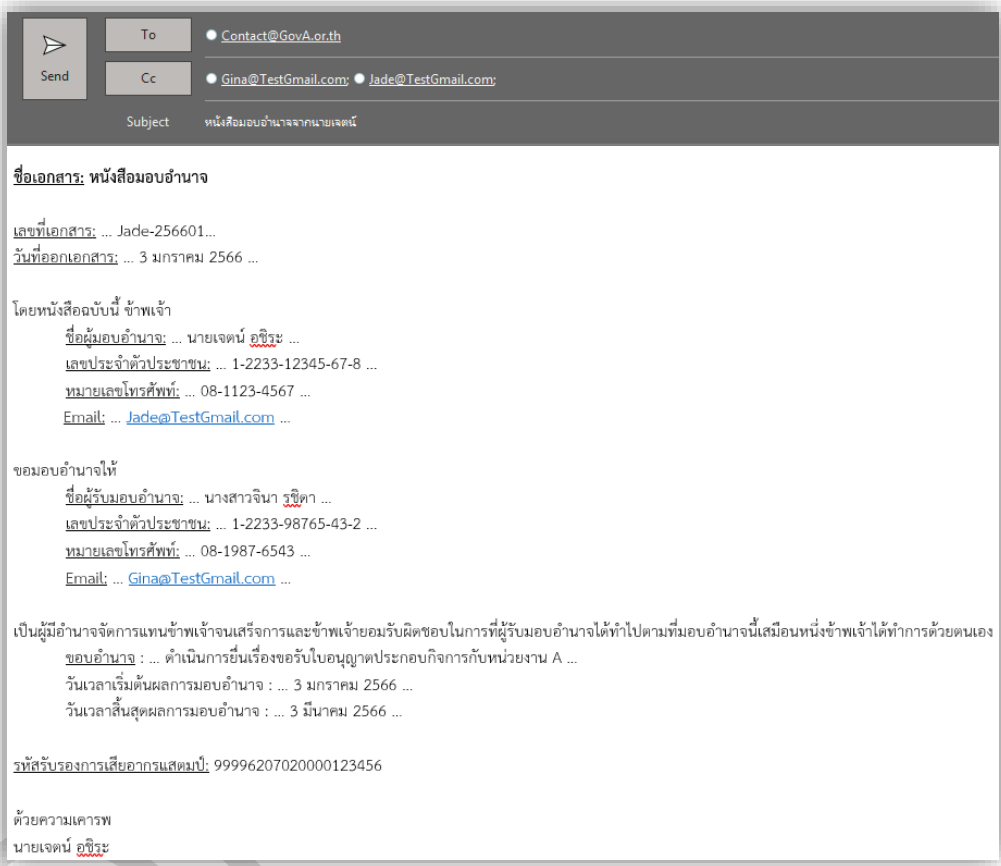 To
Contact@GovA.or.th
Send
Cc
Gina@TestGmail.com; Jade@TestGmail.com;
Subject
หนังสือมอบอำนาจจากนายเจตน์
ชื่อเอกสาร: หนังสือมอบอำนาจ
เลขที่เอกสาร: ... Jade-256601...
วันที่ออกเอกสาร: ... 3 มกราคม 2566 ...
โดยหนังสือฉบับนี้ ข้าพเจ้า
ชื่อผู้มอบอำนาจ: ... นายเจตน์ อชิระ ...
เลขประจำตัวประชาชน: ... 1-2233-12345-67-8 ...
หมายเลขโทรศัพท์: ... 08-1123-4567 ...
Email: ... Jade@TestGmail.com ...
ขอมอบอำนาจให้
ชื่อผู้รับมอบอำนาจ: ... นางสาวจินา รชิดา ...
เลขประจำตัวประชาชน: ... 1-2233-98765-43-2 ...
หมายเลขโทรศัพท์: ... 08-1987-6543 ...
Email: ... Gina@TestGmail.com ...
เป็นผู้มีอำนาจจัดการแทนข้าพเจ้าจนเสร็จการและข้าพเจ้ายอมรับผิดชอบในการที่ผู้รับมอบอำนาจได้ทำไปตามที่มอบอำนาจนี้เสมือนหนึ่งข้าพเจ้าได้ทำการด้วยตนเอง
ขอบอำนาจ : ... ดำเนินการยื่นเรื่องขอรับใบอนุญาตประกอบกิจการกับหน่วยงาน A ...
วันเวลาเริ่มต้นผลการมอบอำนาจ : ... 3 มกราคม 2566 ...
วันเวลาสิ้นสุดผลการมอบอำนาจ : ... 3 มีนาคม 2566 ...
รหัสรับรองการเสียอากรแสตมป์: 99996207020000123456
ด้วยความเคารพ
นายเจตน์ อชิระ